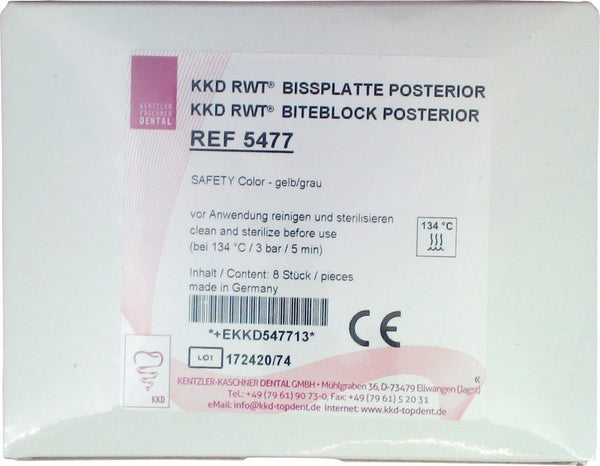 KENTZLER
KASCHNER
DENTAL
KKD RWT® BISSPLATTE POSTERIOR
KKD RWT® BITEBLOCK POSTERIOR
REF 5477
SAFETY Color - gelb/grau
vor Anwendung reinigen und sterilisieren
clean and sterilize before use
(bei 134 °C / 3 bar / 5 min)
134 °C
Inhalt / Content: 8 Stück / pieces
made in Germany
*+EKKD547713*
CE
LOT 172420/74
KKD
KENTZLER-KASCHNER DENTAL GMBH • Mühlgraben 36, D-73479 Ellwangen (Jagst)
Tel.: +49 (79 61) 90 73-0, Fax: +49 (79 61) 5 20 31
eMail: info@kkd-topdent.de Internet: www.kkd-topdent.de